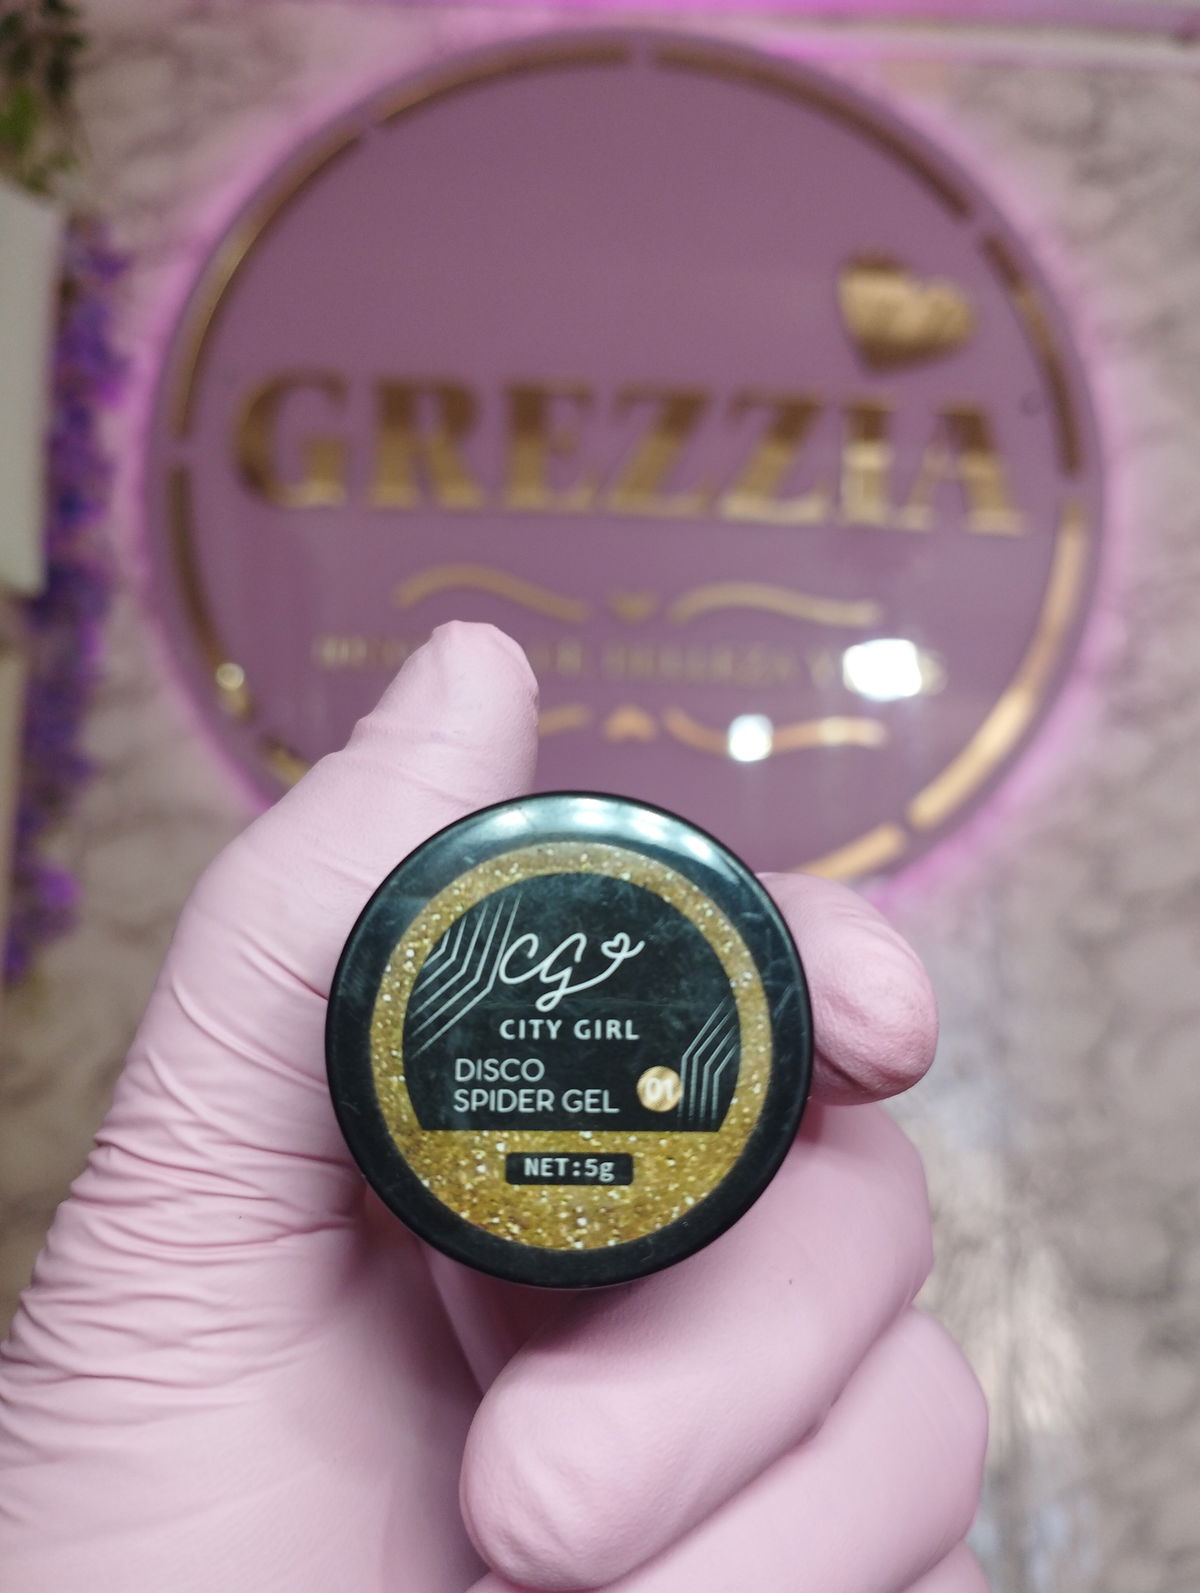 GREZZIA
CG
CITY GIRL
DISCO
SPIDER GEL
01
NET:5g